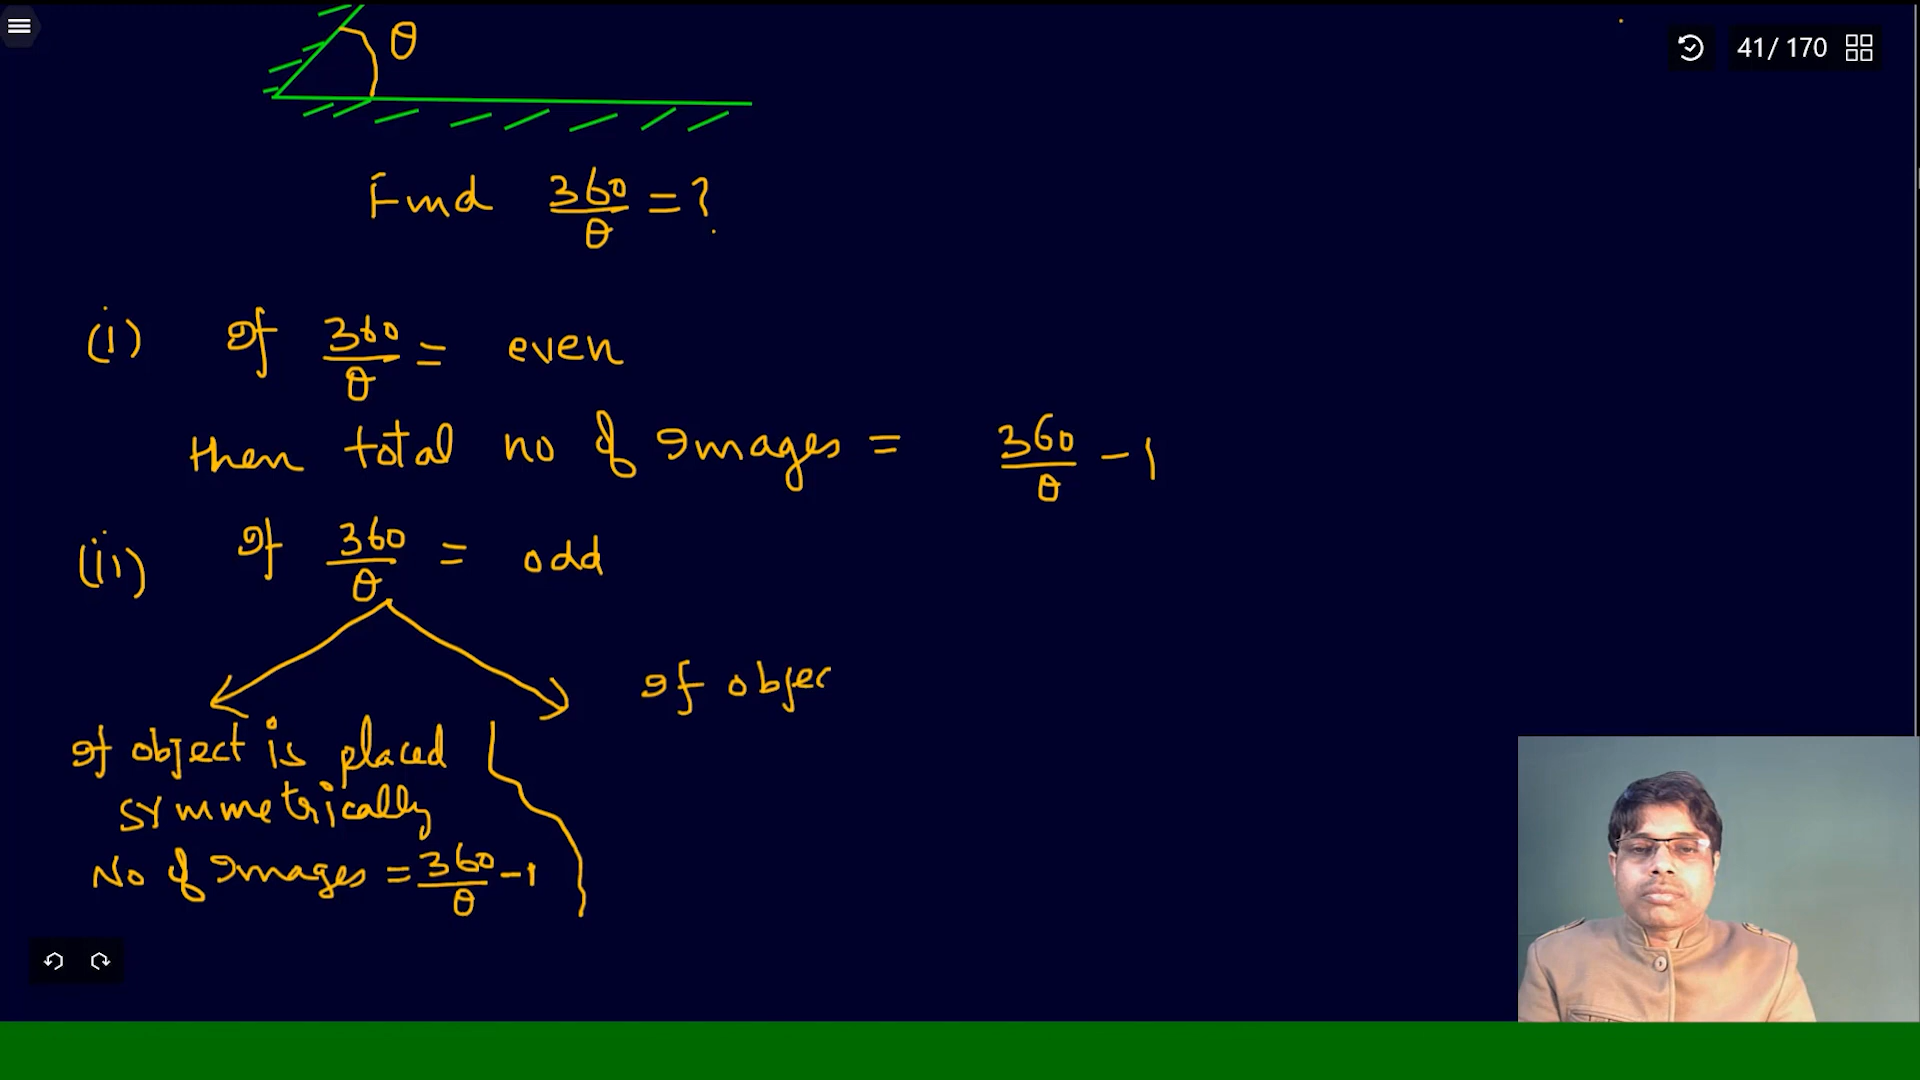 41/ 170
θ
Find 360/θ = ?
(i) If 360/θ = even
then total no of Images = 360/θ - 1
(ii) If 360/θ = odd
If objec
If object is placed
symmetrically
No of Images = 360/θ - 1